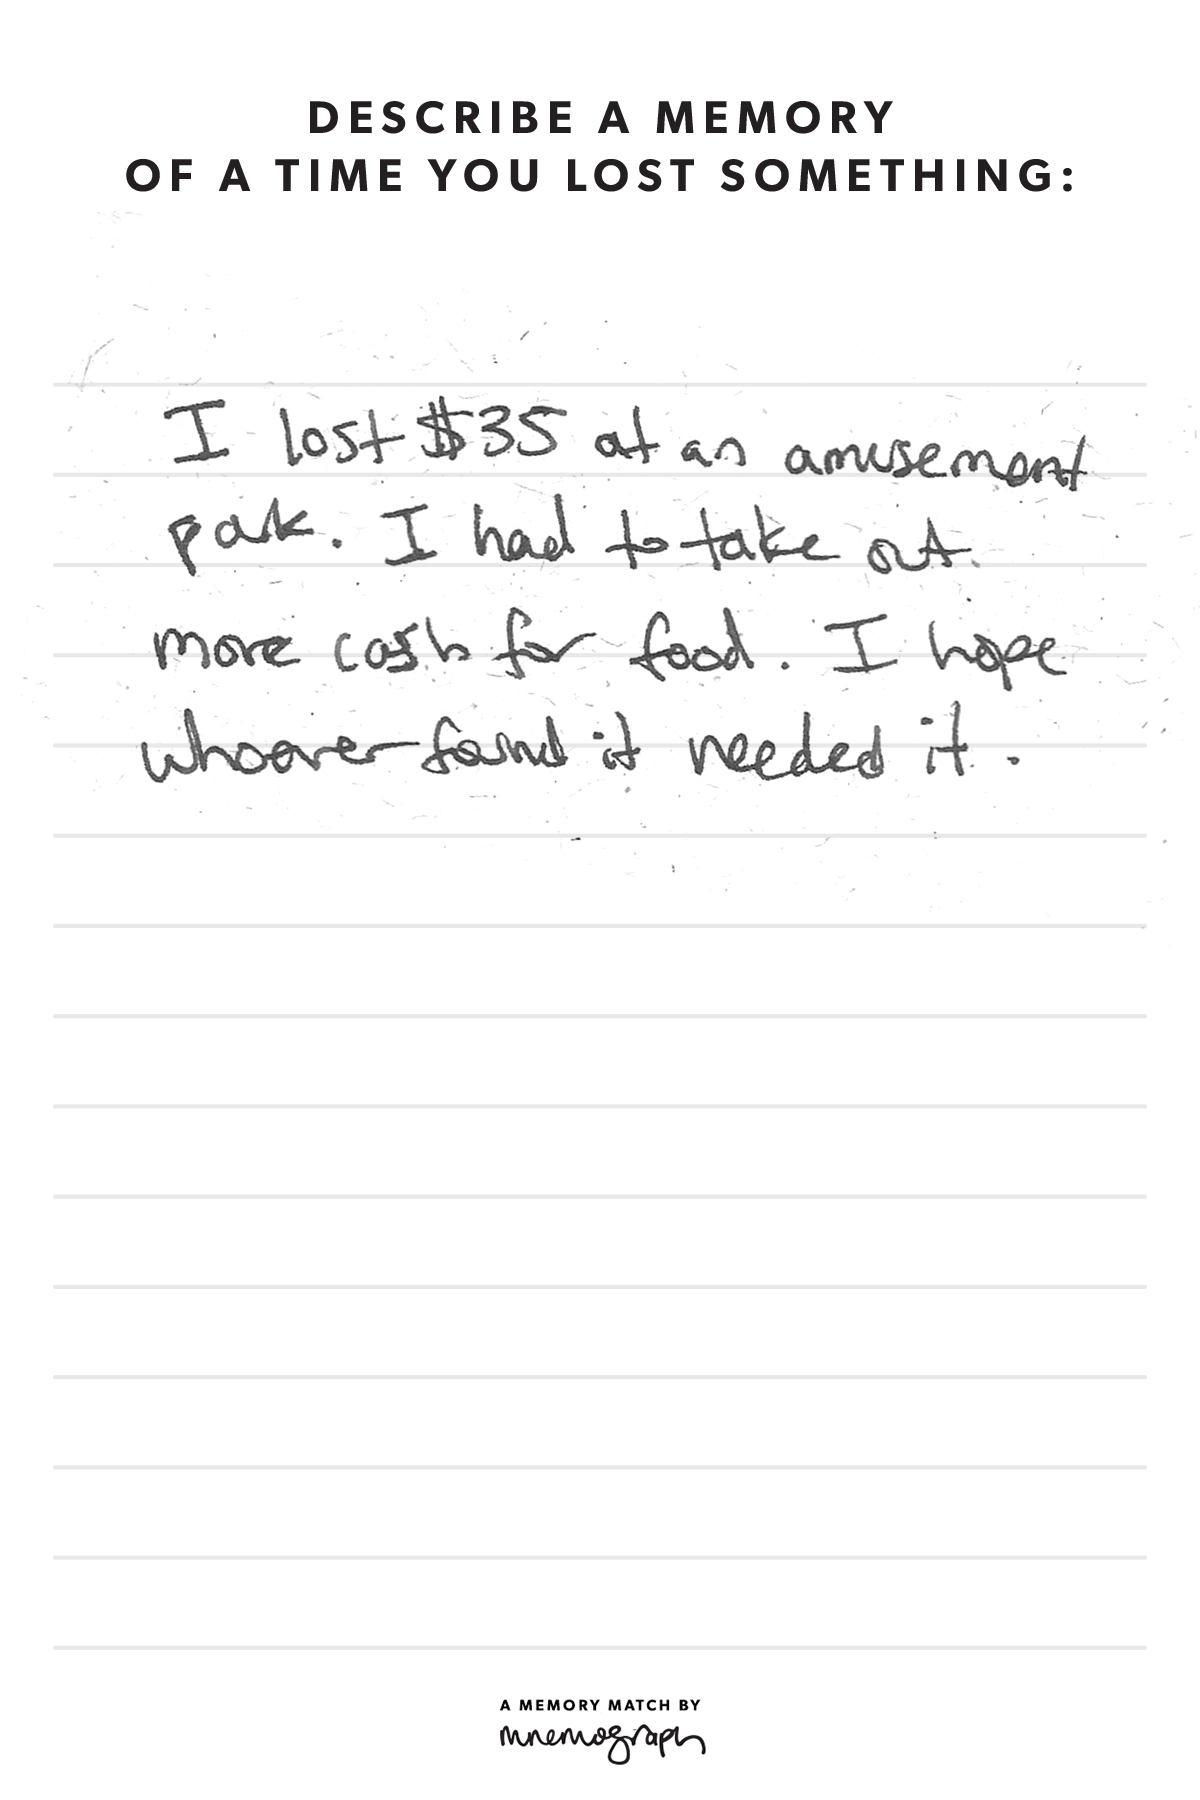 DESCRIBE A MEMORY
OF A TIME YOU LOST SOMETHING:
I lost $35 at an amusement
park. I had to take out
more cash for food. I hope
whoever found it needed it.
A MEMORY MATCH BY
mnemograph